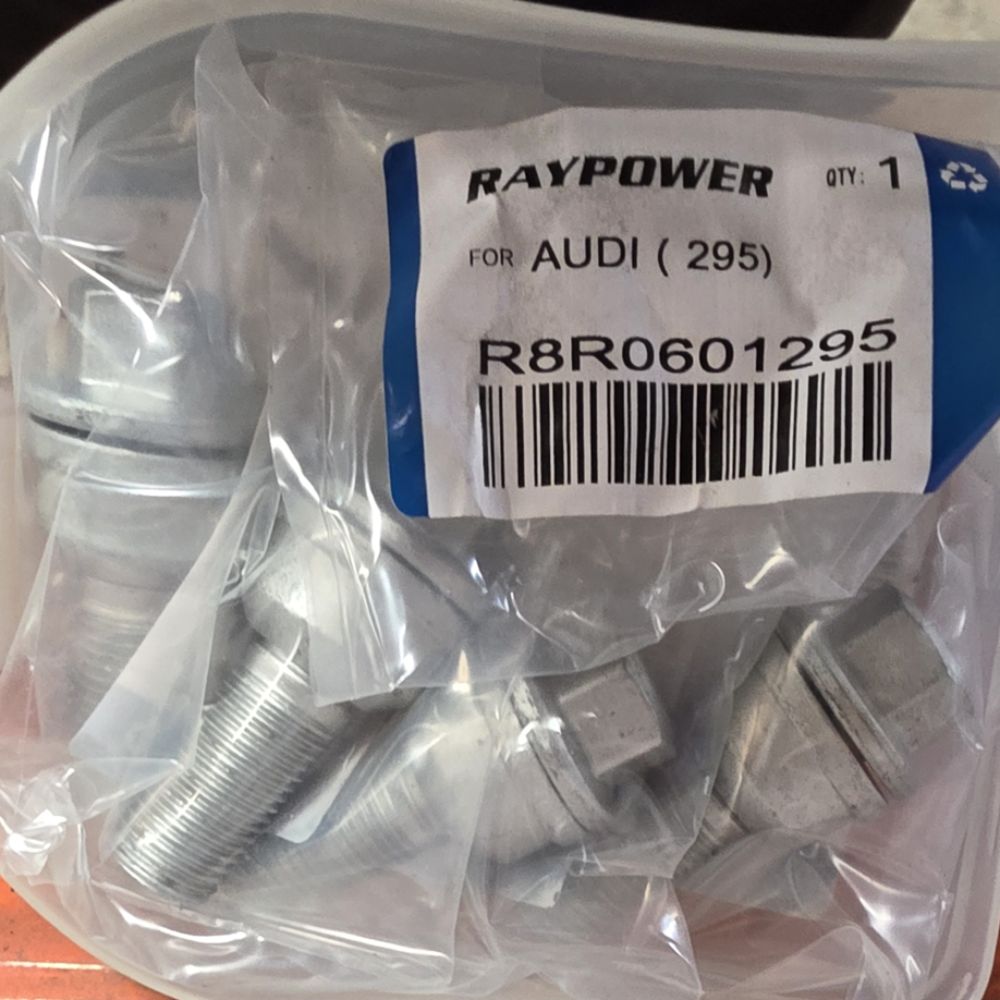 RAYPOWER QTY: 1
FOR AUDI ( 295)
R8R0601295